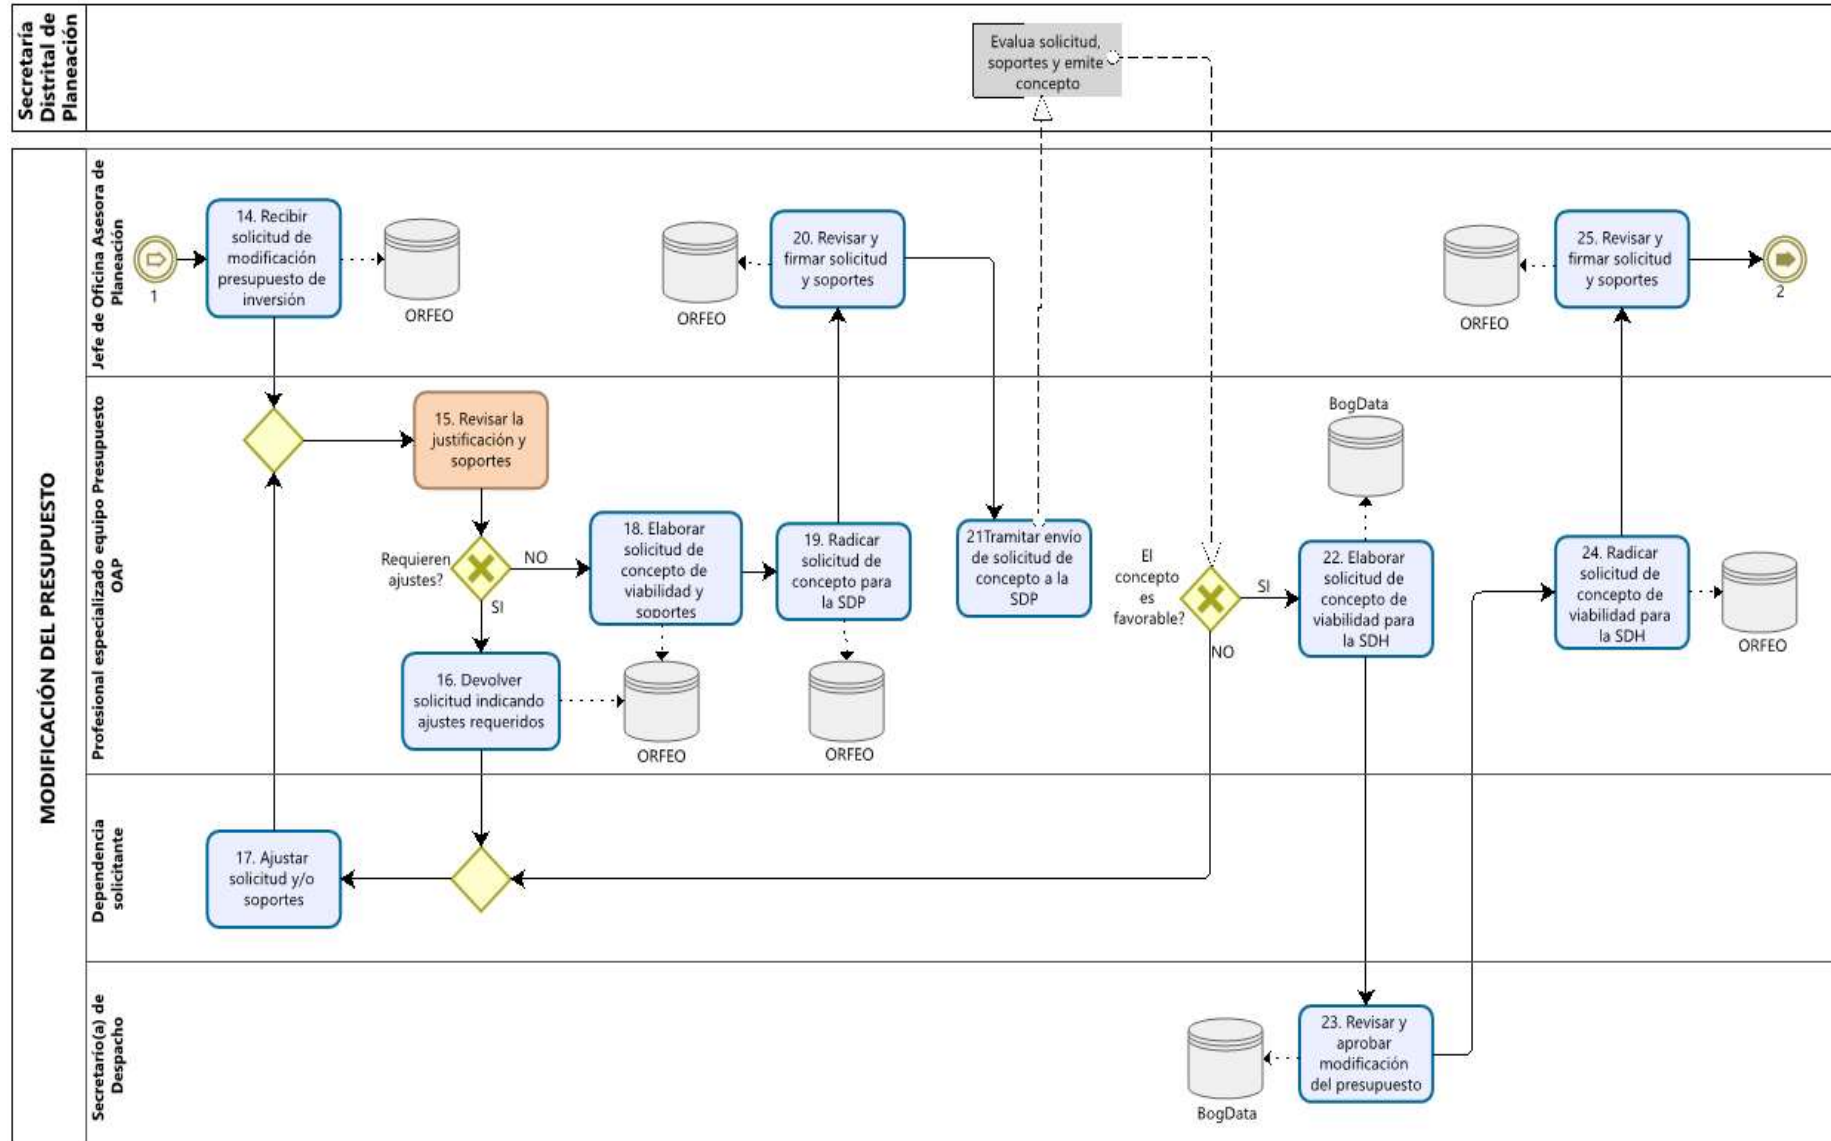 Secretaría
Distrital de
Planeación
Evalua solicitud,
soportes y emite
concepto
MODIFICACIÓN DEL PRESUPUESTO
Jefe de Oficina Asesora de
Planeación
1
14. Recibir
solicitud de
modificación
presupuesto de
inversión
ORFEO
ORFEO
20. Revisar y
firmar solicitud
y soportes
ORFEO
25. Revisar y
firmar solicitud
y soportes
2
Profesional especializado equipo Presupuesto
OAP
15. Revisar la
justificación y
soportes
Requieren
ajustes?
NO
SI
18. Elaborar
solicitud de
concepto de
viabilidad y
soportes
19. Radicar
solicitud de
concepto para
la SDP
21Tramitar envío
de solicitud de
concepto a la
SDP
El
concepto
es
favorable?
SI
NO
BogData
22. Elaborar
solicitud de
concepto de
viabilidad para
la SDH
24. Radicar
solicitud de
concepto de
viabilidad para
la SDH
ORFEO
16. Devolver
solicitud indicando
ajustes requeridos
ORFEO
ORFEO
Dependencia
solicitante
17. Ajustar
solicitud y/o
soportes
Secretario(a) de
Despacho
BogData
23. Revisar y
aprobar
modificación
del presupuesto